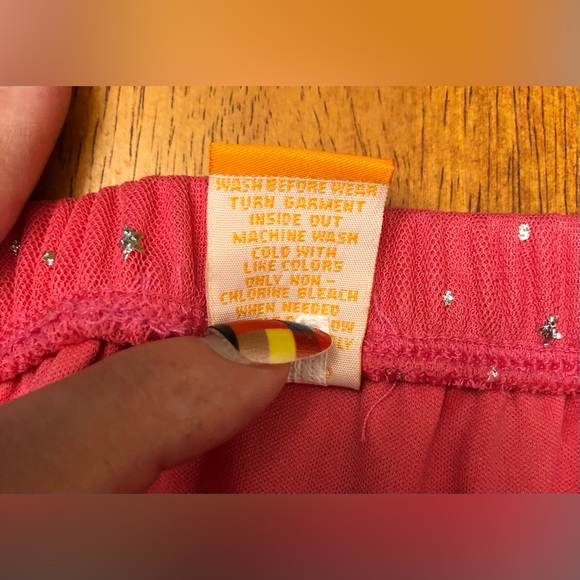 WASH BEFORE WEAR
TURN GARMENT
INSIDE OUT
MACHINE WASH
COLD WITH
LIKE COLORS
ONLY NON-
CHLORINE BLEACH
WHEN NEEDED